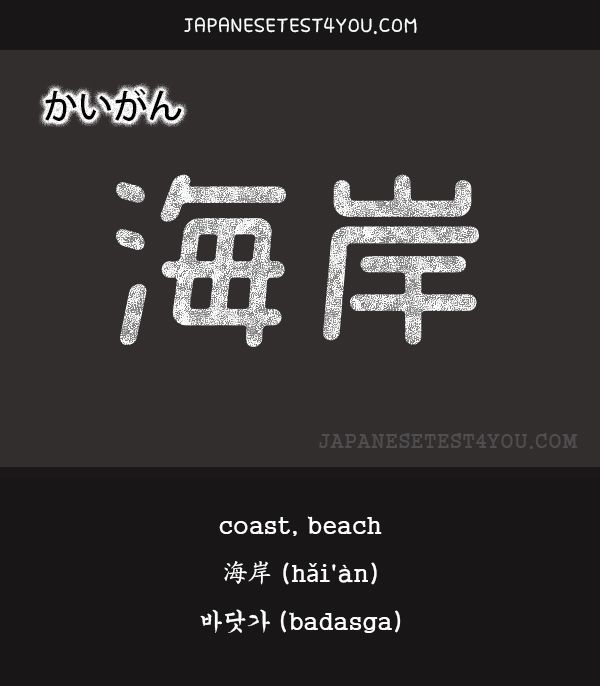 JAPANESETEST4YOU.COM
かいがん
海岸
JAPANESETEST4YOU.COM
coast, beach
海岸 (hǎi'àn)
바닷가 (badasga)